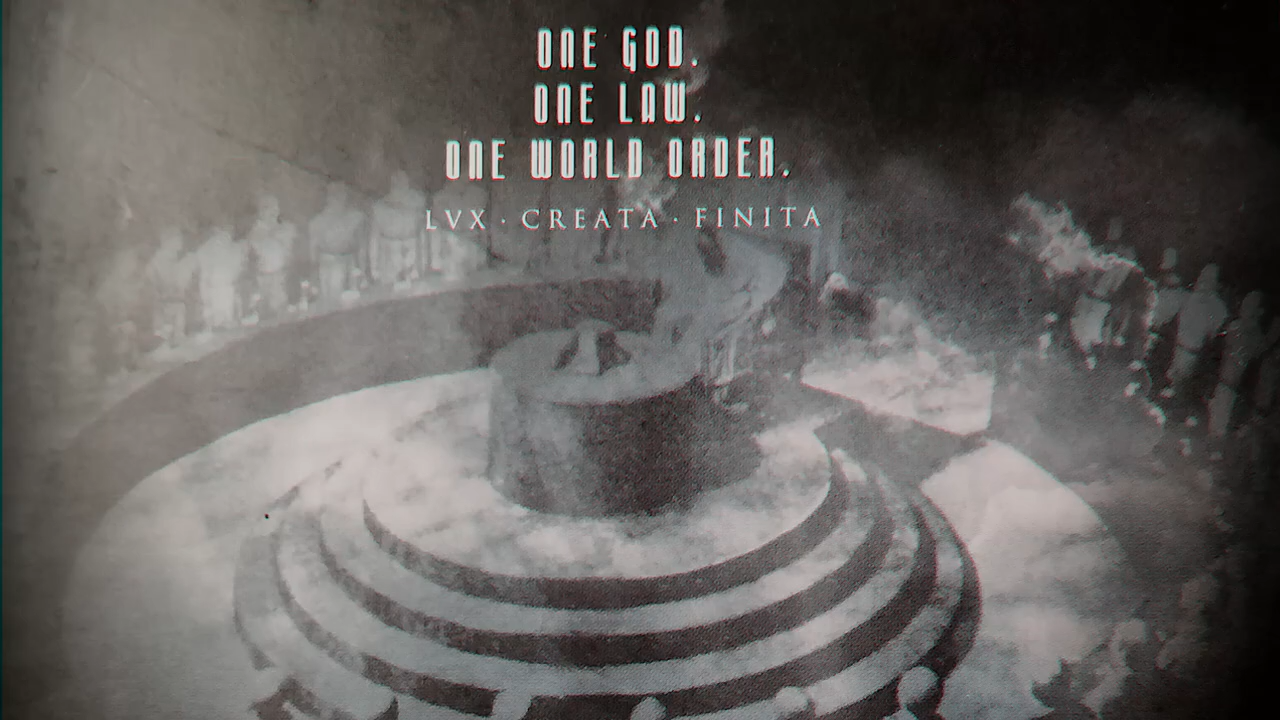 ONE GOD.
ONE LAW.
ONE WORLD ORDER.
LVX · CREATA · FINITA